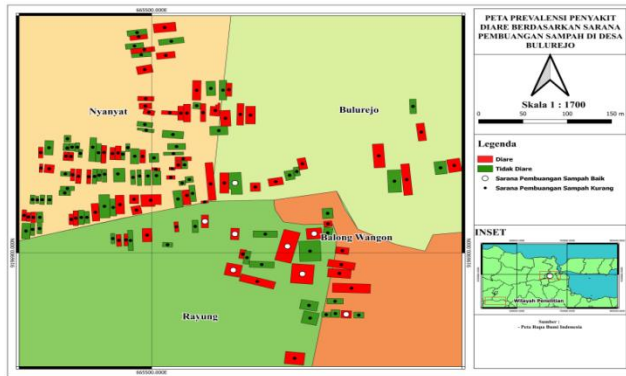 665500.000
PETA PREVALENSI PENYAKIT
DIARE BERDASARKAN SARANA
PEMBUANGAN SAMPAH DI DESA
BULUREJO
Skala 1 : 1700
0 50 100 150 m
Legenda
Diare
Tidak Diare
Sarana Pembuangan Sampah Baik
Sarana Pembuangan Sampah Kurang
INSET
Wilayah Penelitian
Sumber :
- Peta Rupa Bumi Indonesia
Nyanyat
Bulurejo
Balong Wangon
Rayung
665500.000